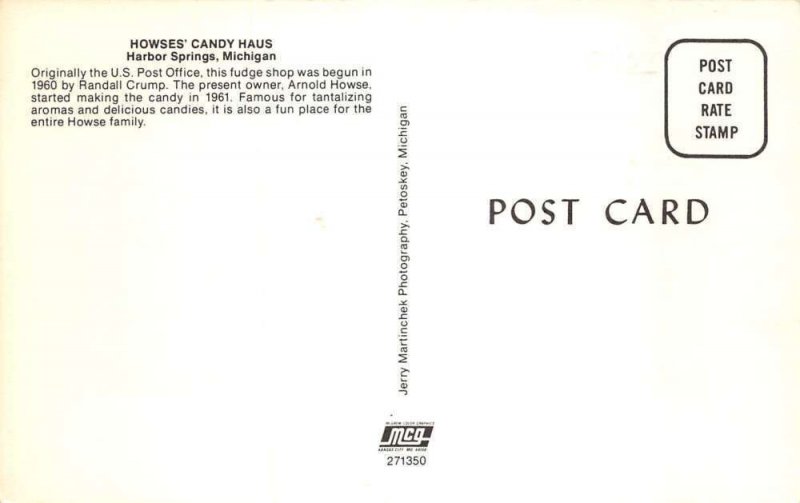 HOWSES' CANDY HAUS
Harbor Springs, Michigan
Originally the U.S. Post Office, this fudge shop was begun in
1960 by Randall Crump. The present owner, Arnold Howse,
started making the candy in 1961. Famous for tantalizing
aromas and delicious candies, it is also a fun place for the
entire Howse family.
Jerry Martinchek Photography, Petoskey, Michigan
mcg
271350
POST
CARD
RATE
STAMP
POST CARD